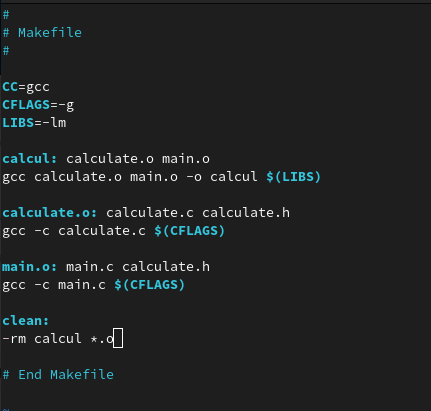 #
# Makefile
#
CC=gcc
CFLAGS=-g
LIBS=-lm
calcul: calculate.o main.o
gcc calculate.o main.o -o calcul $(LIBS)
calculate.o: calculate.c calculate.h
gcc -c calculate.c $(CFLAGS)
main.o: main.c calculate.h
gcc -c main.c $(CFLAGS)
clean:
-rm calcul *.o
# End Makefile